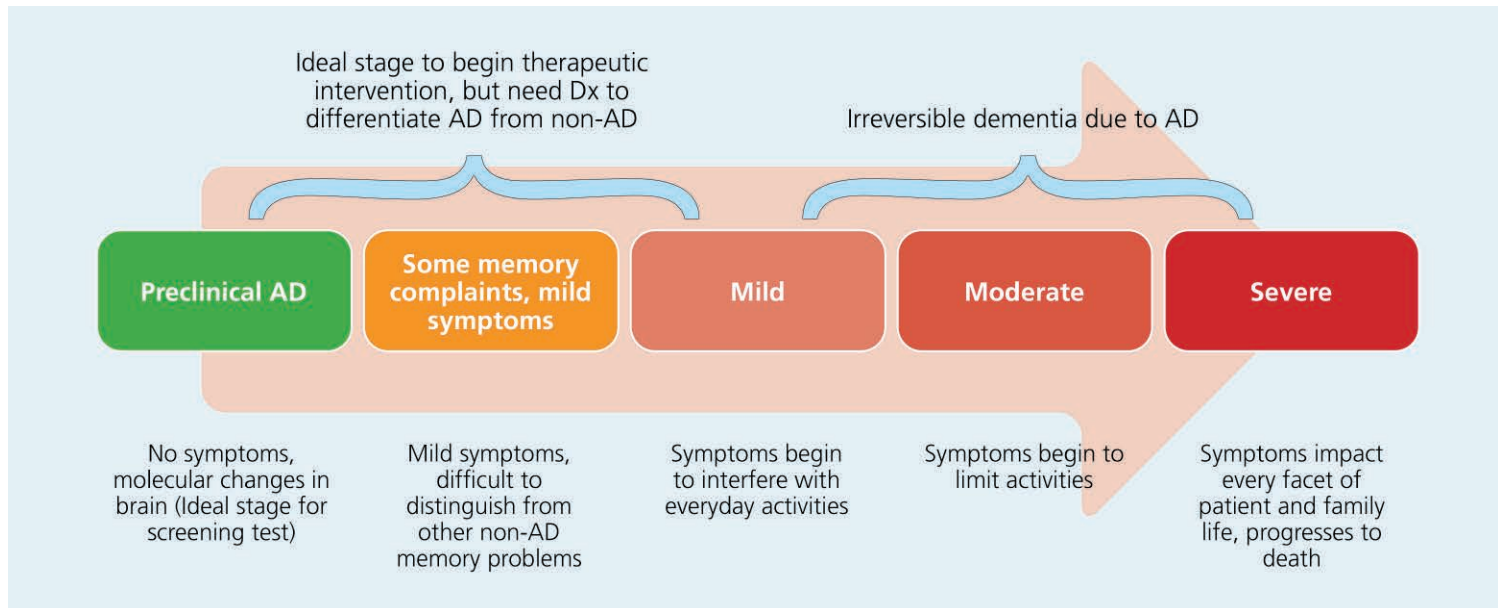 Ideal stage to begin therapeutic
intervention, but need Dx to
differentiate AD from non-AD
Irreversible dementia due to AD
Preclinical AD
Some memory
complaints, mild
symptoms
Mild
Moderate
Severe
No symptoms,
molecular changes in
brain (Ideal stage for
screening test)
Mild symptoms,
difficult to
distinguish from
other non-AD
memory problems
Symptoms begin
to interfere with
everyday activities
Symptoms begin to
limit activities
Symptoms impact
every facet of
patient and family
life, progresses to
death